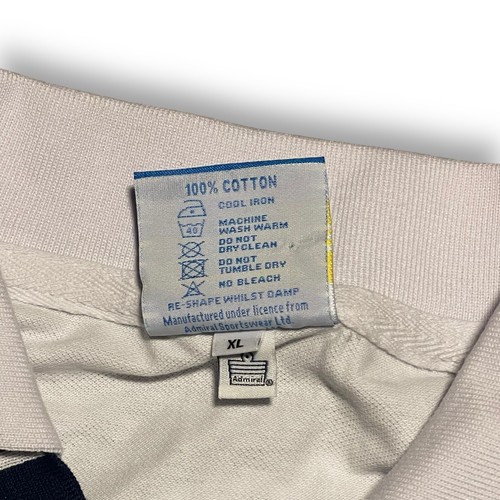 100% COTTON
COOL IRON
MACHINE
40
WASH WARM
DO NOT
DRY CLEAN
DO NOT
TUMBLE DRY
NO BLEACH
RE-SHAPE WHILST DAMP
Manufactured under licence from
Admiral Sportswear Ltd.
XL
Admiral®